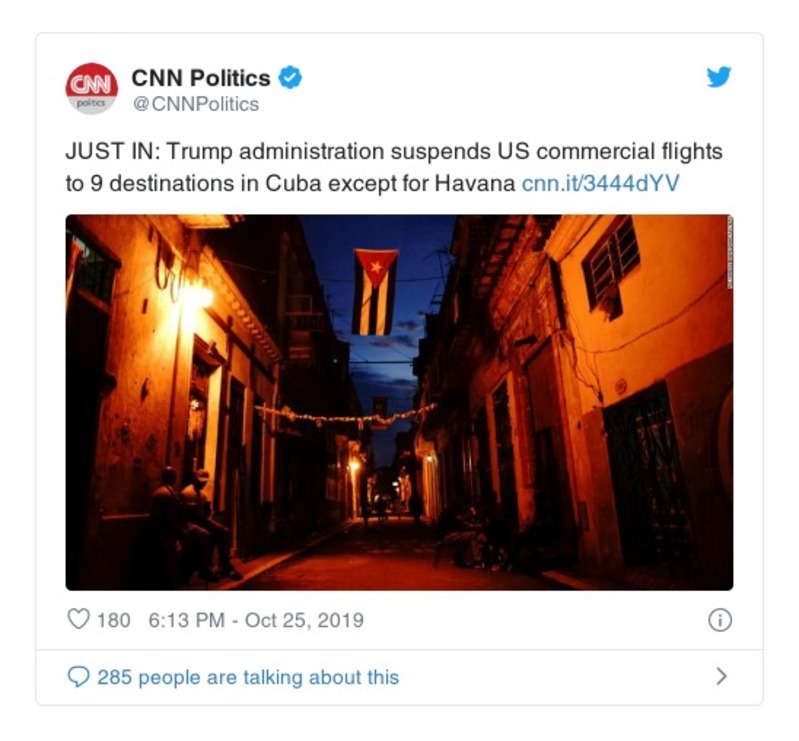 CNN
politics
CNN Politics
@CNNPolitics
JUST IN: Trump administration suspends US commercial flights
to 9 destinations in Cuba except for Havana cnn.it/3444dYV
180 6:13 PM - Oct 25, 2019
285 people are talking about this